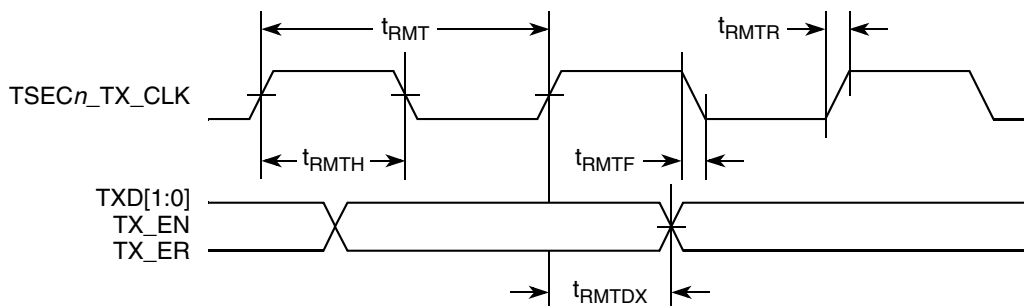 tRMT
tRMTR
TSECn_TX_CLK
tRMTH
tRMTF
TXD[1:0]
TX_EN
TX_ER
tRMTDX